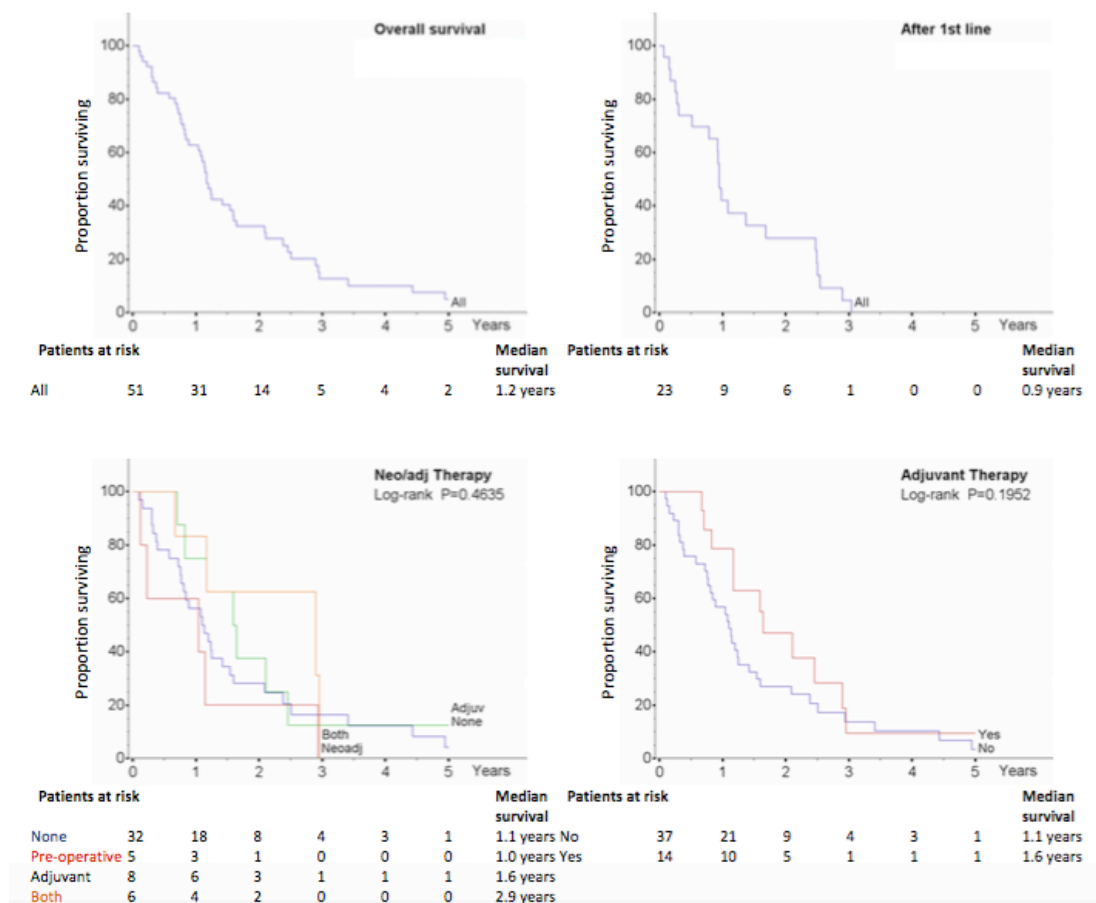 Overall survival
Proportion surviving
100
80
60
40
20
0
All
0 1 2 3 4 5 Years
Patients at risk
Median survival
All 51 31 14 5 4 2 1.2 years
After 1st line
Proportion surviving
100
80
60
40
20
0
All
0 1 2 3 4 5 Years
Patients at risk
Median survival
23 9 6 1 0 0 0.9 years
Neo/adj Therapy
Log-rank P=0.4635
Proportion surviving
100
80
60
40
20
0
Adjuv
None
Both
Neoadj
0 1 2 3 4 5 Years
Patients at risk
Median survival
None 32 18 8 4 3 1 1.1 years
Pre-operative 5 3 1 0 0 0 1.0 years
Adjuvant 8 6 3 1 1 1 1.6 years
Both 6 4 2 0 0 0 2.9 years
Adjuvant Therapy
Log-rank P=0.1952
Proportion surviving
100
80
60
40
20
0
Yes
No
0 1 2 3 4 5 Years
Patients at risk
Median survival
No 37 21 9 4 3 1 1.1 years
Yes 14 10 5 1 1 1 1.6 years